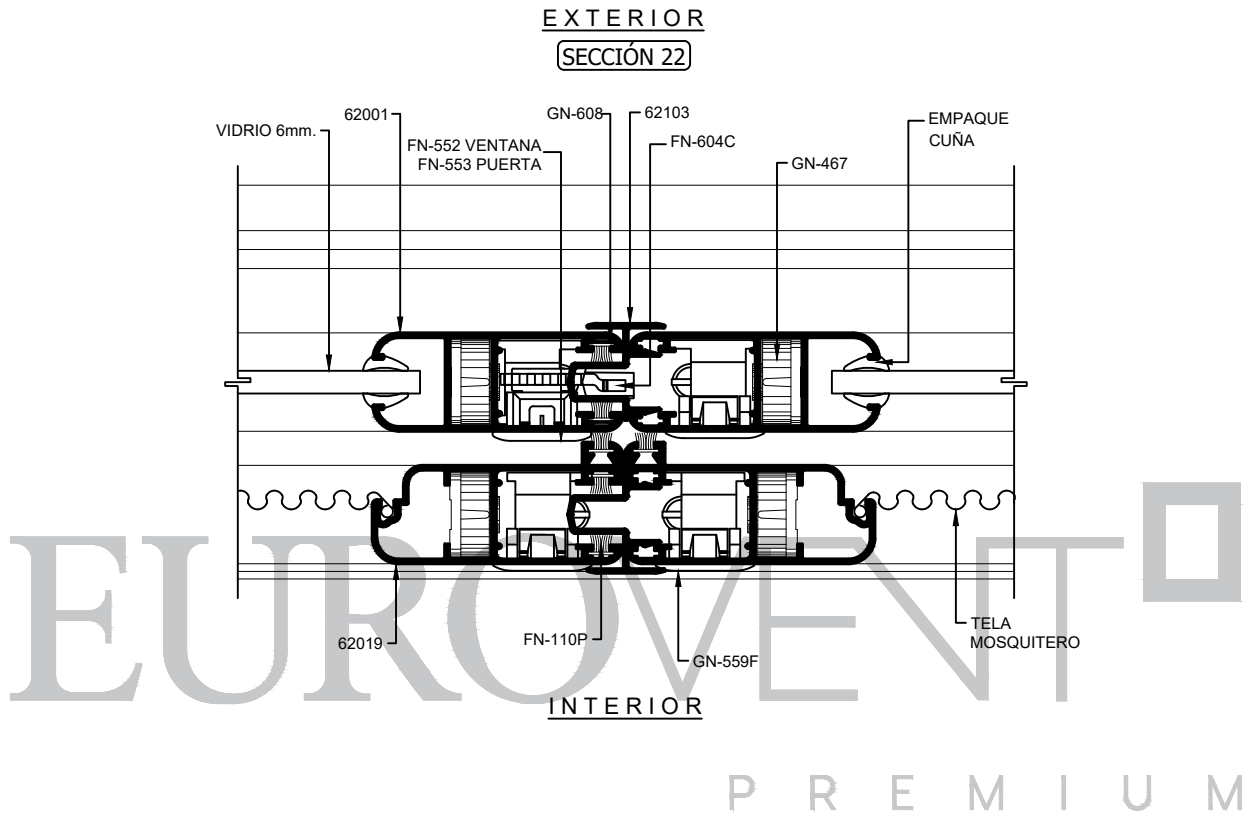 EXTERIOR
SECCIÓN 22
62001
GN-608
62103
EMPAQUE
CUÑA
VIDRIO 6mm.
FN-552 VENTANA
FN-553 PUERTA
FN-604C
GN-467
EUROVENT
62019
FN-110P
GN-559F
TELA
MOSQUITERO
INTERIOR
PREMIUM